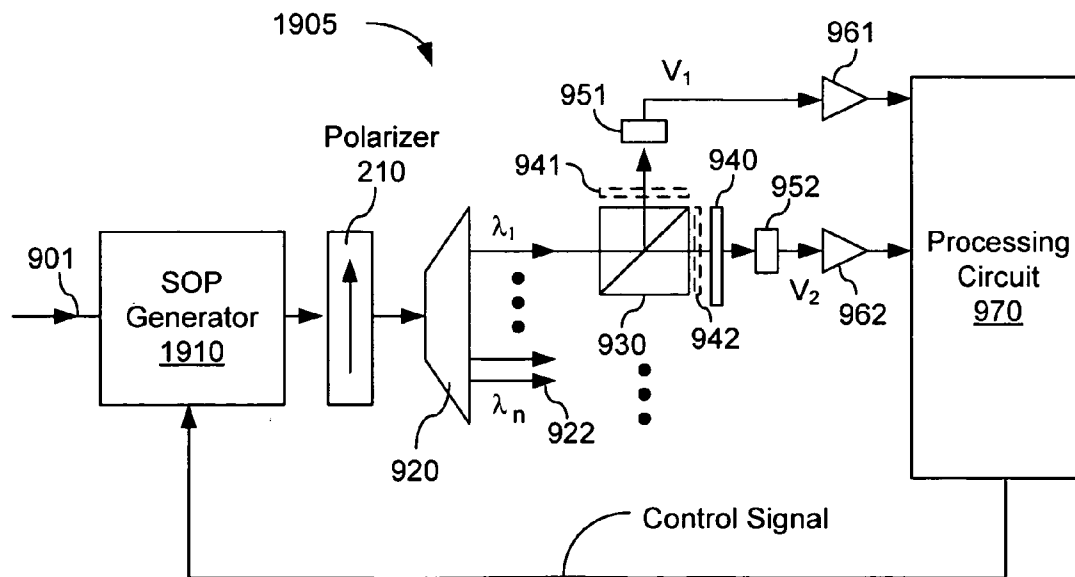 1905
961
V1
951
Polarizer
210
941
940
952
901
λ1
SOP
Generator
1910
Processing
Circuit
970
V2
962
930
942
λn
922
920
Control Signal